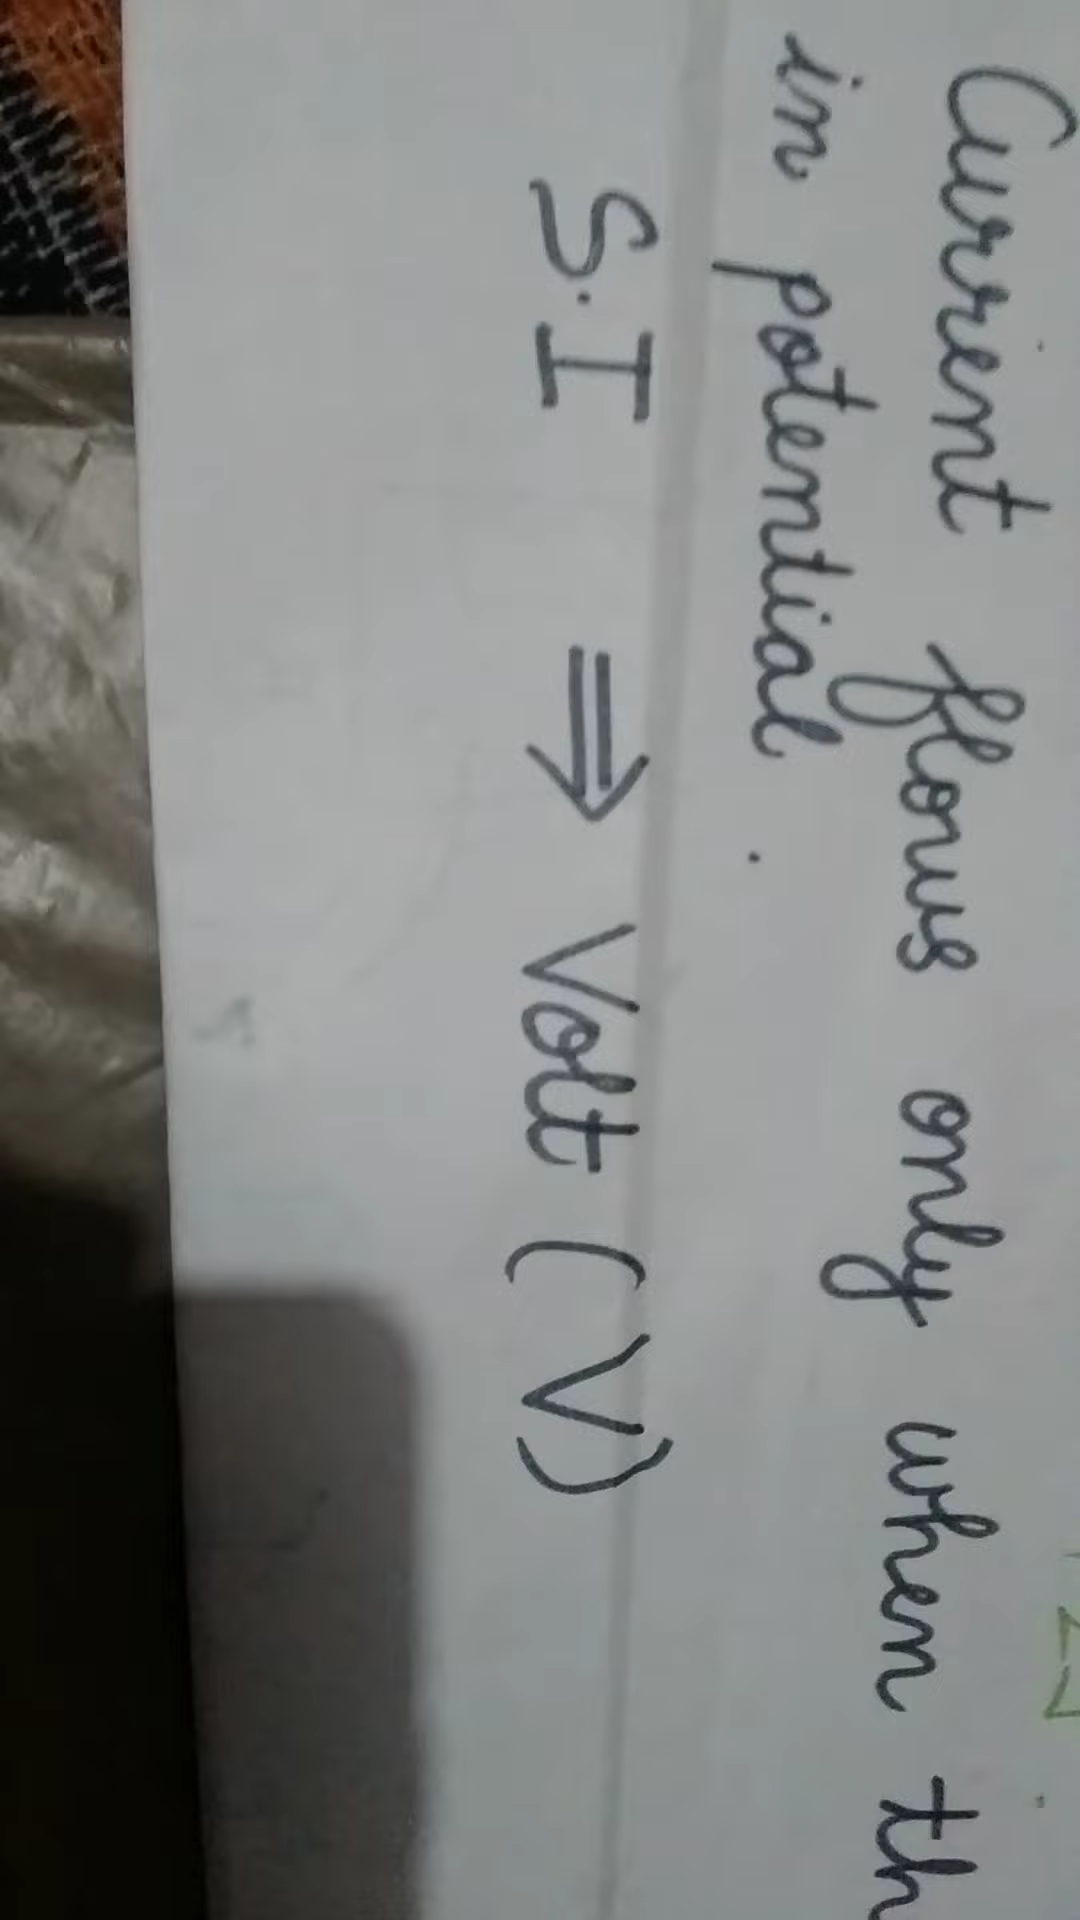 Current flows only when th
in potential .
S.I ⇒ Volt (V)